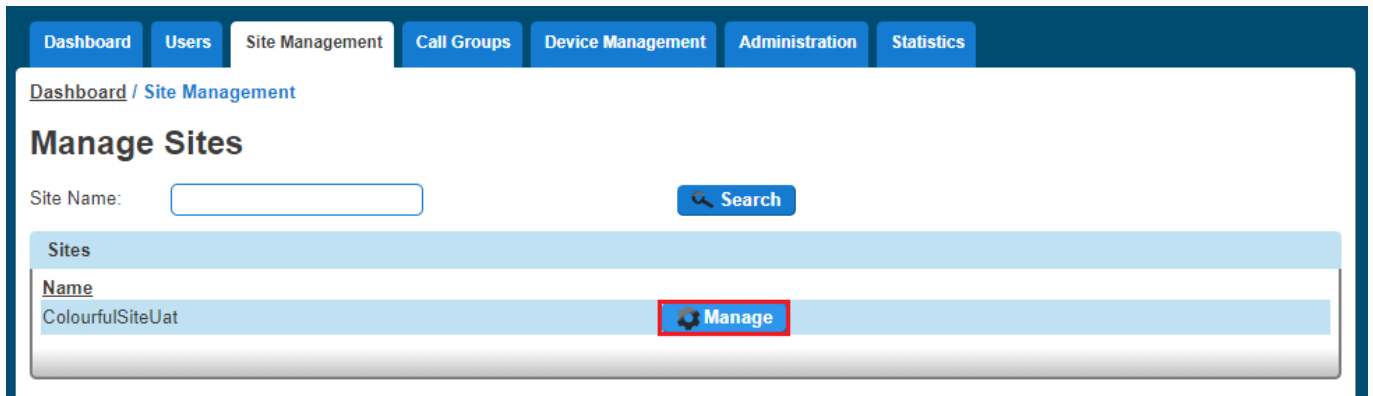 Dashboard Users Site Management Call Groups Device Management Administration Statistics
Dashboard / Site Management
Manage Sites
Site Name: Search
Sites
Name
ColourfulSiteUat Manage